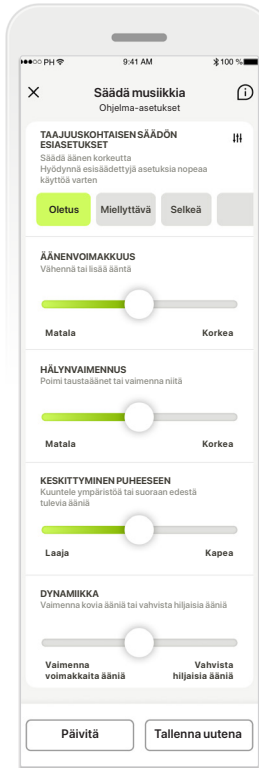 PH 9:41 AM 100 %
Säädä musiikkia
Ohjelma-asetukset
TAAJUUSKOHTAISEN SÄÄDÖN
ESIASETUKSET
Säädä äänen korkeutta
Hyödynnä esisäädettyjä asetuksia nopeaa
käyttöä varten
Oletus Miellyttävä Selkeä
ÄÄNENVOIMAKKUUS
Vähennä tai lisää ääntä
Matala Korkea
HÄLYNVAIMENNUS
Poimi taustaäänet tai vaimenna niitä
Matala Korkea
KESKITTYMINEN PUHEESEEN
Kuuntele ympäristöä tai suoraan edestä
tulevia ääniä
Laaja Kapea
DYNAMIIKKA
Vaimenna kovia ääniä tai vahvista hiljaisia ääniä
Vaimenna Vahvista
voimakkaita ääniä hiljaisia ääniä
Päivitä Tallenna uutena